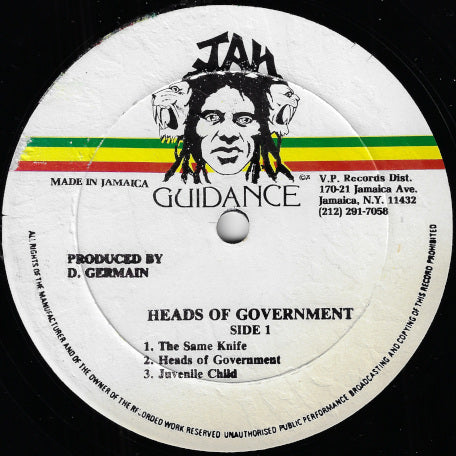 JAH
GUIDANCE
MADE IN JAMAICA
V.P. Records Dist.
170-21 Jamaica Ave.
Jamaica, N.Y. 11432
(212) 291-7058
PRODUCED BY
D. GERMAIN
HEADS OF GOVERNMENT
SIDE 1
1. The Same Knife
2. Heads of Government
3. Juvenile Child
ALL RIGHTS OF THE MANUFACTURER AND OF THE OWNER OF THE RECORDED WORK RESERVED UNAUTHORISED PUBLIC PERFORMANCE BROADCASTING AND COPYING OF THIS RECORD PROHIBITED